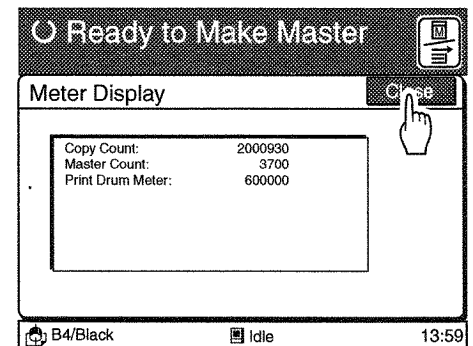 Ready to Make Master
M
Meter Display
Close
Copy Count: 2000930
Master Count: 3700
Print Drum Meter: 600000
B4/Black Idle 13:59